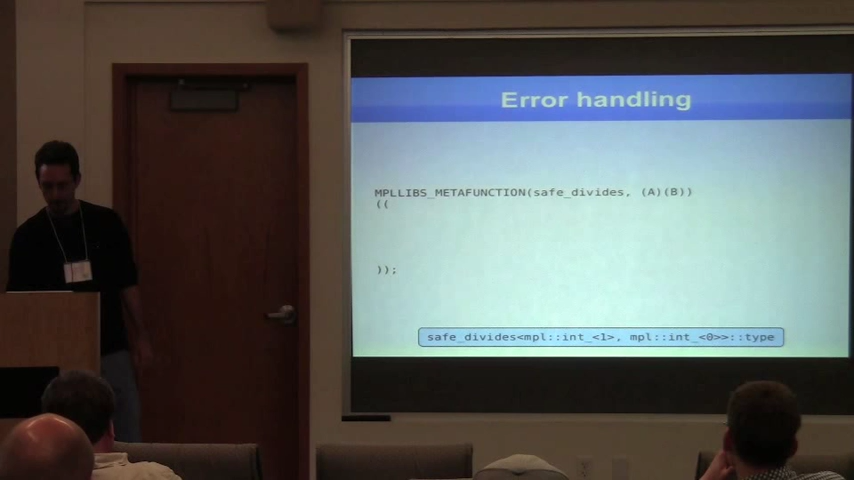 Error handling
MPLLIBS_METAFUNCTION(safe_divides, (A)(B))
((
));
safe_divides<mpl::int_<1>, mpl::int_<0>>::type